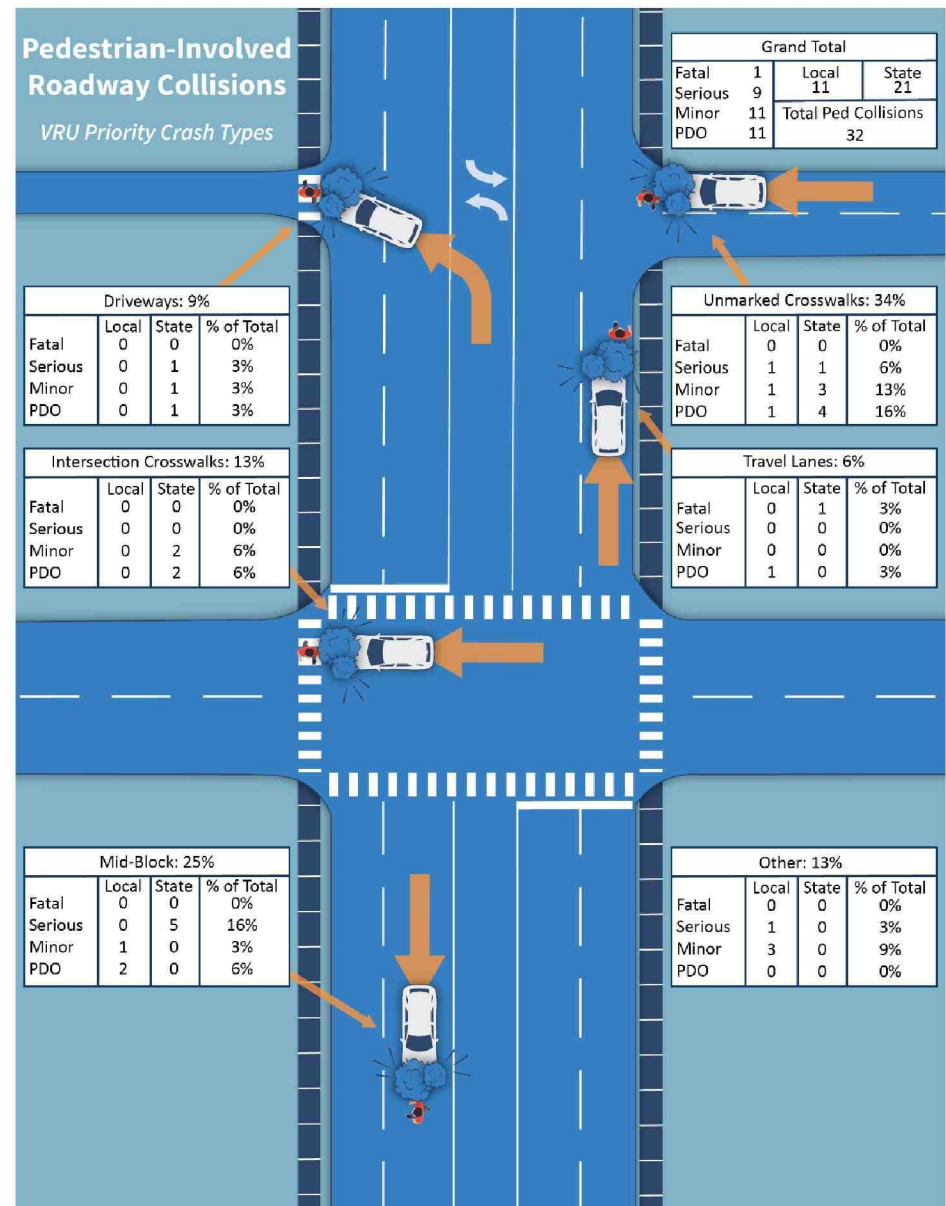 Pedestrian-Involved
Roadway Collisions
VRU Priority Crash Types
Grand Total
Fatal 1
Serious 9
Minor 11
PDO 11
Local State
11 21
Total Ped Collisions
32
Driveways: 9%
Local State % of Total
Fatal 0 0 0%
Serious 0 1 3%
Minor 0 1 3%
PDO 0 1 3%
Unmarked Crosswalks: 34%
Local State % of Total
Fatal 0 0 0%
Serious 1 1 6%
Minor 1 3 13%
PDO 1 4 16%
Intersection Crosswalks: 13%
Local State % of Total
Fatal 0 0 0%
Serious 0 0 0%
Minor 0 2 6%
PDO 0 2 6%
Travel Lanes: 6%
Local State % of Total
Fatal 0 1 3%
Serious 0 0 0%
Minor 0 0 0%
PDO 1 0 3%
Mid-Block: 25%
Local State % of Total
Fatal 0 0 0%
Serious 0 5 16%
Minor 1 0 3%
PDO 2 0 6%
Other: 13%
Local State % of Total
Fatal 0 0 0%
Serious 1 0 3%
Minor 3 0 9%
PDO 0 0 0%